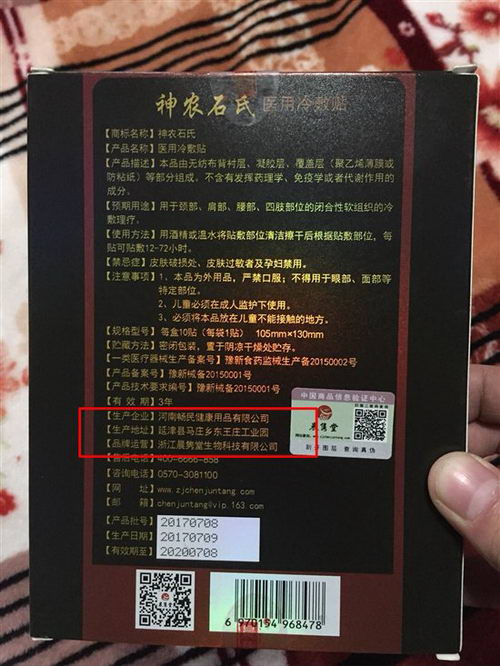 神农石氏 医用冷敷贴
【商标名称】神农石氏
【产品名称】医用冷敷贴
【产品描述】本品由无纺布背衬层、凝胶层、覆盖层（聚乙烯薄膜或
防粘纸）等部分组成。不含有发挥药理学、免疫学或者代谢作用的
成分。
【预期用途】用于颈部、肩部、腰部、四肢部位的闭合性软组织的冷
敷理疗。
【使用方法】用酒精或温水将贴敷部位清洁擦干后根据贴敷部位，每
贴可贴敷12-72小时。
【禁忌症】皮肤破损处、皮肤过敏者及孕妇禁用。
【注意事项】1、本品为外用品，严禁口服；不得用于眼部、面部等
特定部位。
2、儿童必须在成人监护下使用。
3、必须将本品放在儿童不能接触的地方。
【规格型号】每盒10贴（每袋1贴） 105mm×130mm
【贮藏方法】密闭包装，置于阴凉干燥处贮存。
【一类医疗器械生产备案号】豫新食药监械生产备20150002号
【产品备案号】豫新械备20150001号
【产品技术要求编号】豫新械备20150001号
【有 效 期】3年
【生产企业】河南畅民健康用品有限公司
【生产地址】延津县马庄乡东王庄工业园
【品牌运营】浙江晨隽堂生物科技有限公司
【售后电话】400-6666-858
【咨询电话】0570-3081100
【网 址】www.zjchenjuntang.com
【邮 箱】chenjuntang@vip.163.com
【产品批号】20170708
【生产日期】20170709
【有效期至】20200708
中国商品信息验证中心
晨隽堂
刮开图层 查询真伪
6 970154 968478